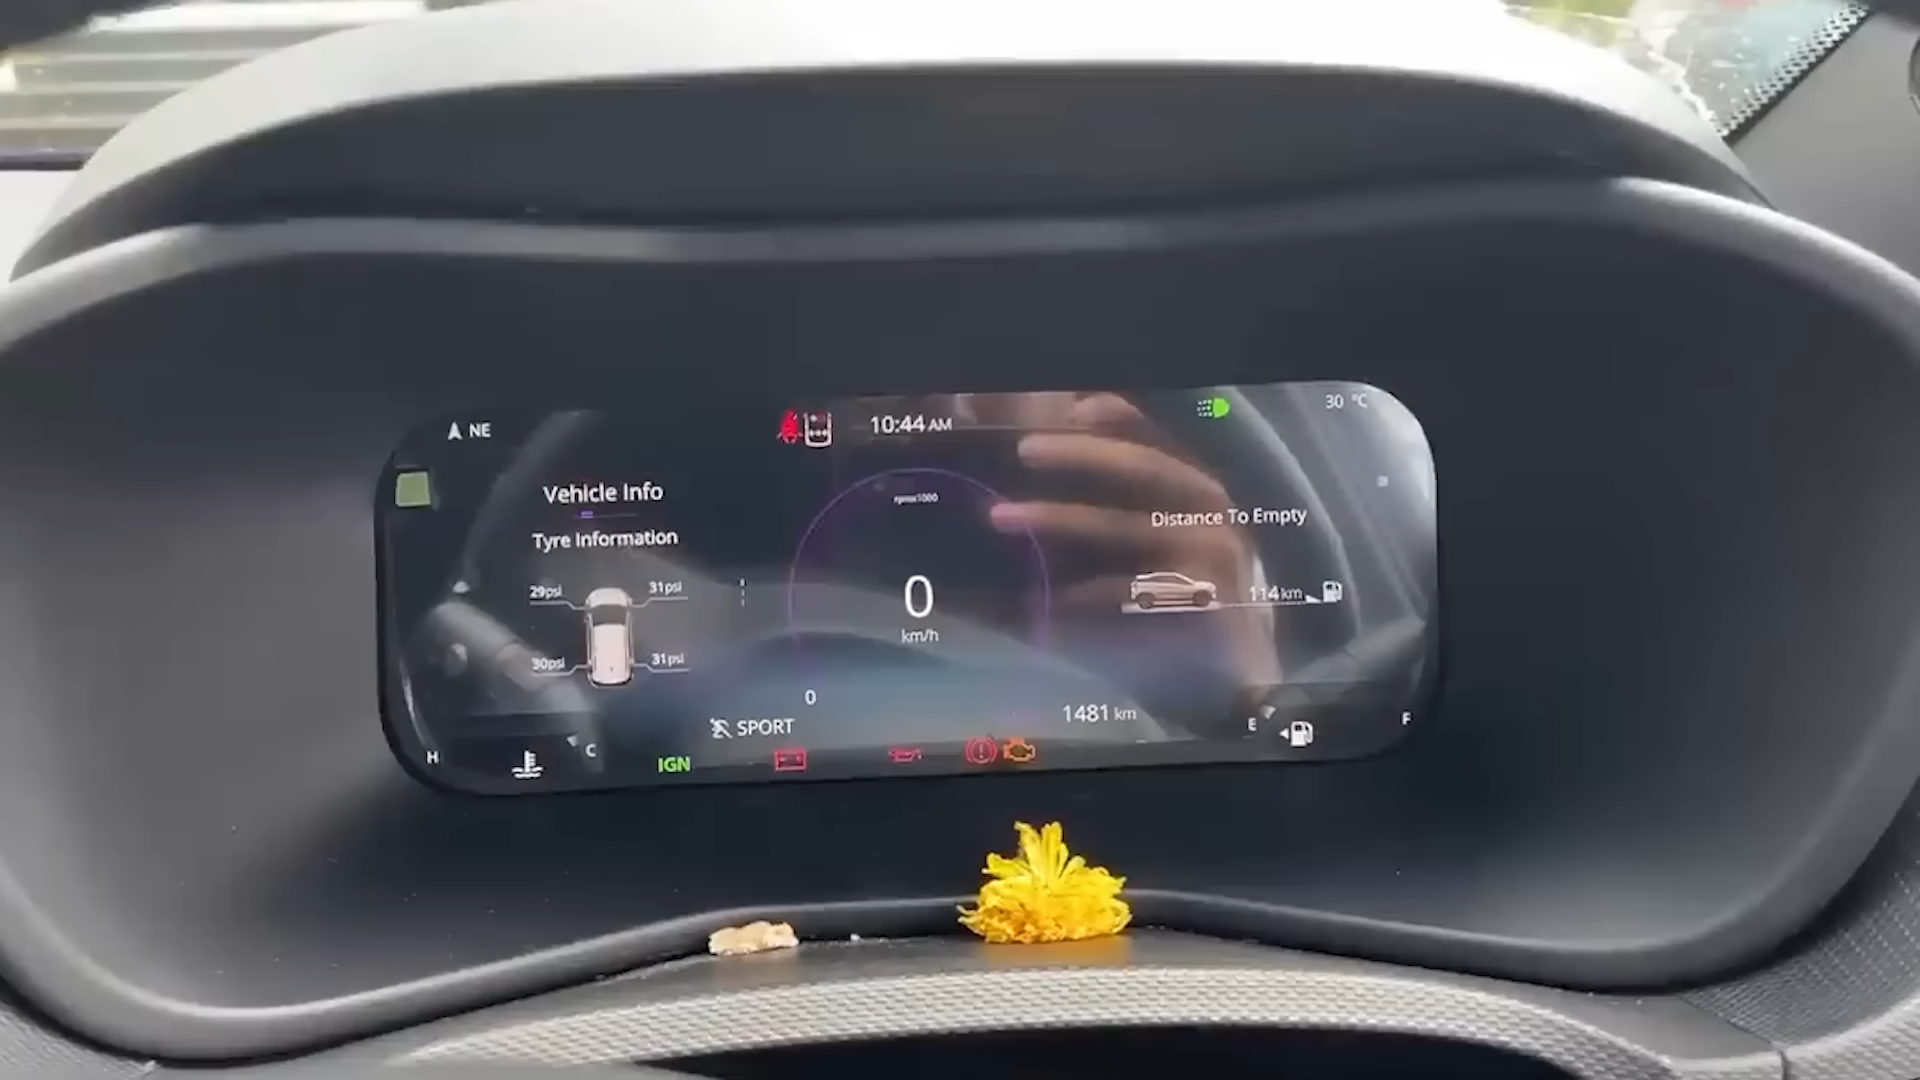 NE
10:44 AM
30 °C
Vehicle Info
Tyre Information
29psi
31psi
30psi
31psi
rpmx1000
0
km/h
0
SPORT
Distance To Empty
114 km
1481 km
H
C
IGN
E
F